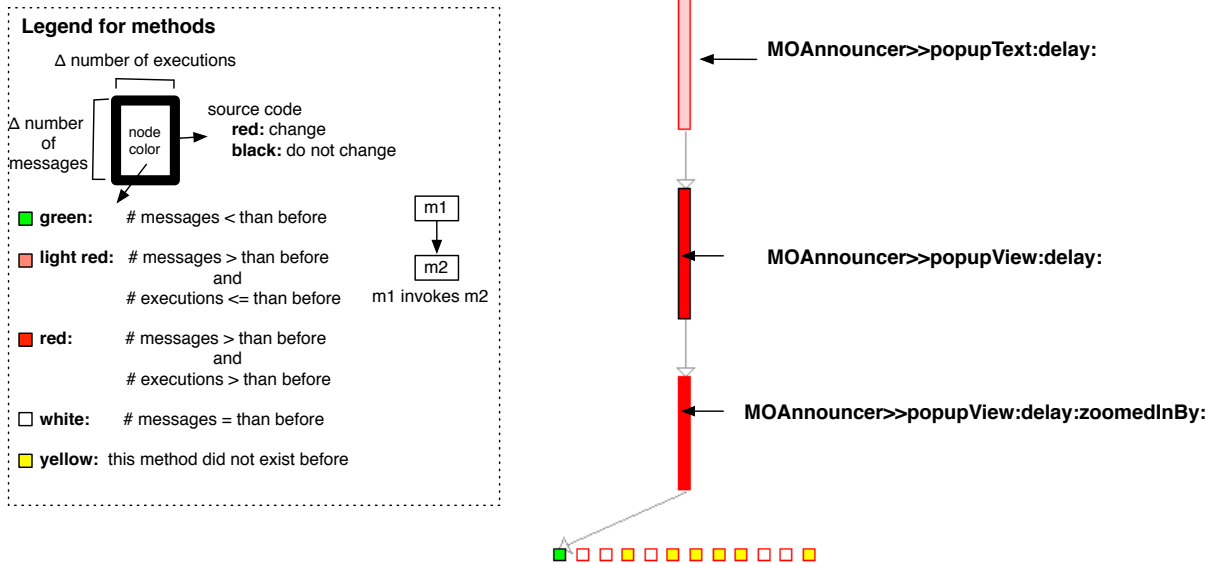 Legend for methods
Δ number of executions
Δ number
of
messages
node
color
source code
red: change
black: do not change
green: # messages < than before
light red: # messages > than before
and
# executions <= than before
red: # messages > than before
and
# executions > than before
white: # messages = than before
yellow: this method did not exist before
m1
m2
m1 invokes m2
MOAnnouncer>>popupText:delay:
MOAnnouncer>>popupView:delay:
MOAnnouncer>>popupView:delay:zoomedInBy: